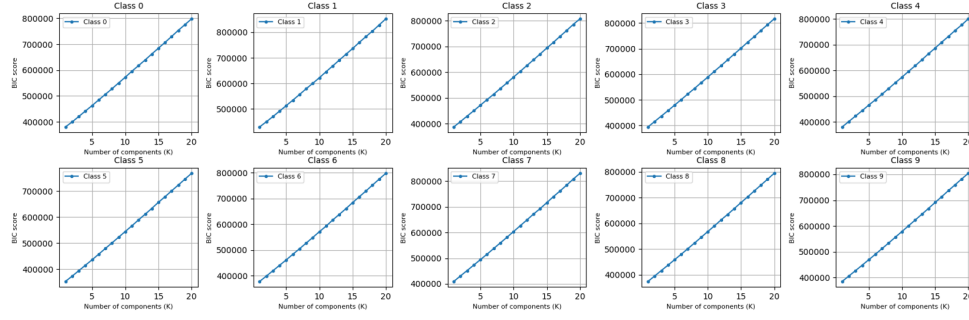 Class 0
Class 0
BIC score
800000
700000
600000
500000
400000
5 10 15 20
Number of components (K)
Class 1
Class 1
BIC score
800000
700000
600000
500000
5 10 15 20
Number of components (K)
Class 2
Class 2
BIC score
800000
700000
600000
500000
400000
5 10 15 20
Number of components (K)
Class 3
Class 3
BIC score
800000
700000
600000
500000
400000
5 10 15 20
Number of components (K)
Class 4
Class 4
BIC score
800000
700000
600000
500000
400000
5 10 15 20
Number of components (K)
Class 5
Class 5
BIC score
700000
600000
500000
400000
5 10 15 20
Number of components (K)
Class 6
Class 6
BIC score
800000
700000
600000
500000
400000
5 10 15 20
Number of components (K)
Class 7
Class 7
BIC score
800000
700000
600000
500000
400000
5 10 15 20
Number of components (K)
Class 8
Class 8
BIC score
800000
700000
600000
500000
400000
5 10 15 20
Number of components (K)
Class 9
Class 9
BIC score
800000
700000
600000
500000
400000
5 10 15 20
Number of components (K)